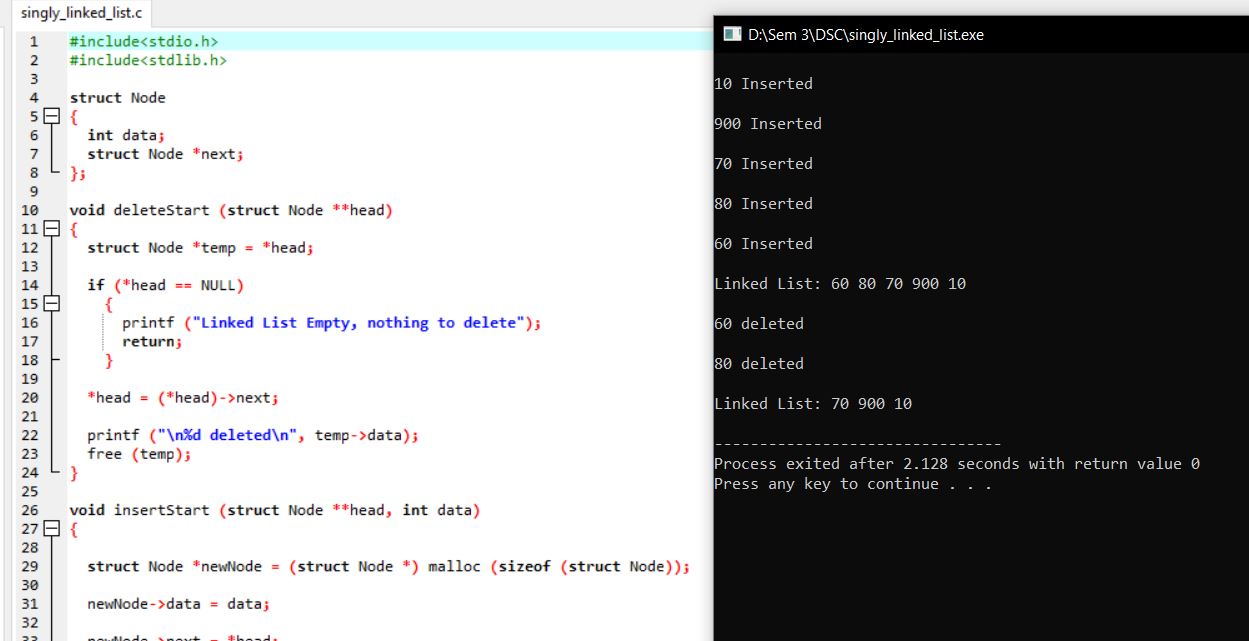 singly_linked_list.c
1 #include<stdio.h>
2 #include<stdlib.h>
3
4 struct Node
5 {
6 int data;
7 struct Node *next;
8 };
9
10 void deleteStart (struct Node **head)
11 {
12 struct Node *temp = *head;
13
14 if (*head == NULL)
15 {
16 printf ("Linked List Empty, nothing to delete");
17 return;
18 }
19
20 *head = (*head)->next;
21
22 printf ("\n%d deleted\n", temp->data);
23 free (temp);
24 }
25
26 void insertStart (struct Node **head, int data)
27 {
28
29 struct Node *newNode = (struct Node *) malloc (sizeof (struct Node));
30
31 newNode->data = data;
32
33 newNode->next = *head;
D:\Sem 3\DSC\singly_linked_list.exe
10 Inserted
900 Inserted
70 Inserted
80 Inserted
60 Inserted
Linked List: 60 80 70 900 10
60 deleted
80 deleted
Linked List: 70 900 10
--------------------------------
Process exited after 2.128 seconds with return value 0
Press any key to continue . . .